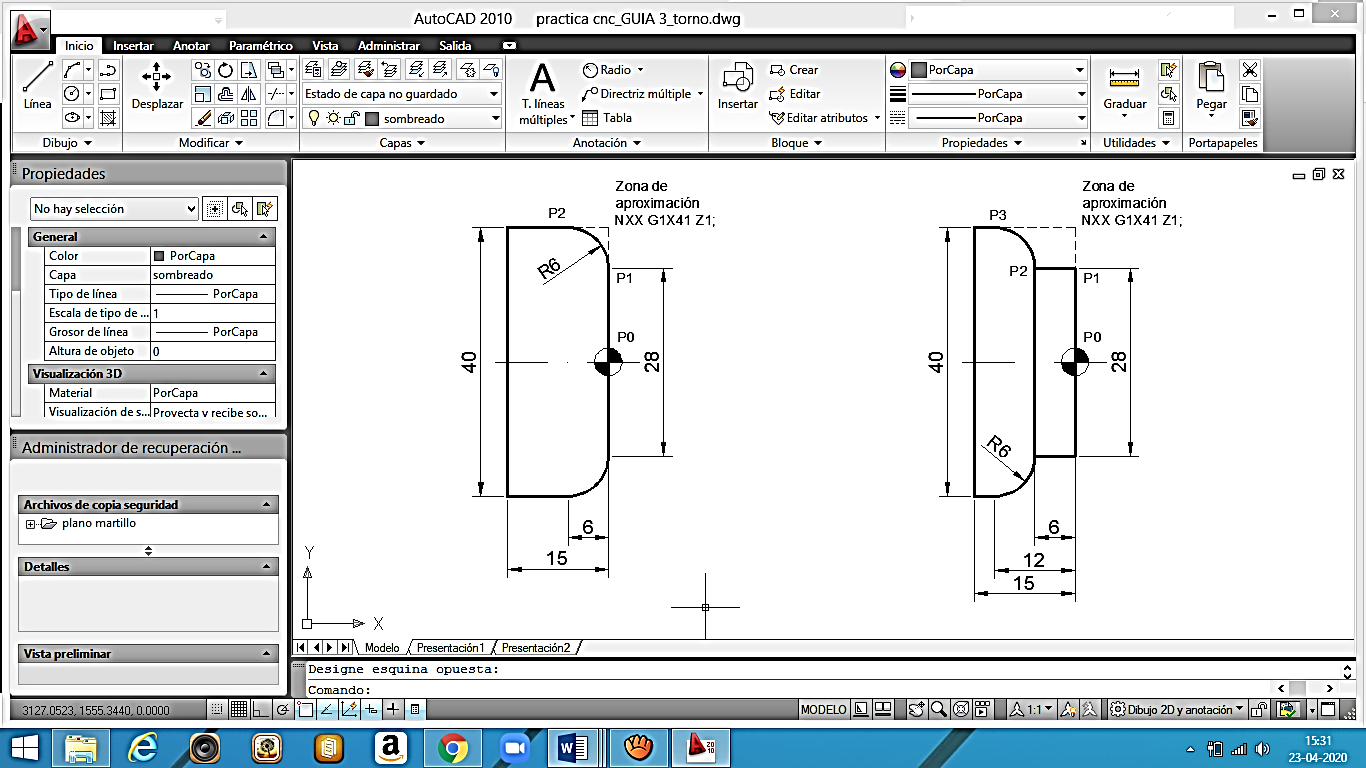 AutoCAD 2010 practica cnc_GUIA 3_torno.dwg
Inicio Insertar Anotar Paramétrico Vista Administrar Salida
Línea
Desplazar
Estado de capa no guardado
sombreado
A
T. líneas
múltiples
Radio
Directriz múltiple
Tabla
Insertar
Crear
Editar
Editar atributos
PorCapa
PorCapa
PorCapa
Graduar
Pegar
Dibujo Modificar Capas Anotación Bloque Propiedades Utilidades Portapapeles
Propiedades
No hay selección
General
Color PorCapa
Capa sombreado
Tipo de línea PorCapa
Escala de tipo de ... 1
Grosor de línea PorCapa
Altura de objeto 0
Visualización 3D
Material PorCapa
Visualización de s... Proyecta y recibe so...
Administrador de recuperación ...
Archivos de copia seguridad
plano martillo
Detalles
Vista preliminar
Zona de
aproximación
NXX G1X41 Z1;
P2
R6
P1
P0
40
28
6
15
Zona de
aproximación
NXX G1X41 Z1;
P3
P2
P1
P0
40
28
R6
6
12
15
Y
X
Modelo Presentación1 Presentación2
Designe esquina opuesta:
Comando:
3127.0523, 1555.3440, 0.0000
MODELO
1:1
Dibujo 2D y anotación
15:31
23-04-2020